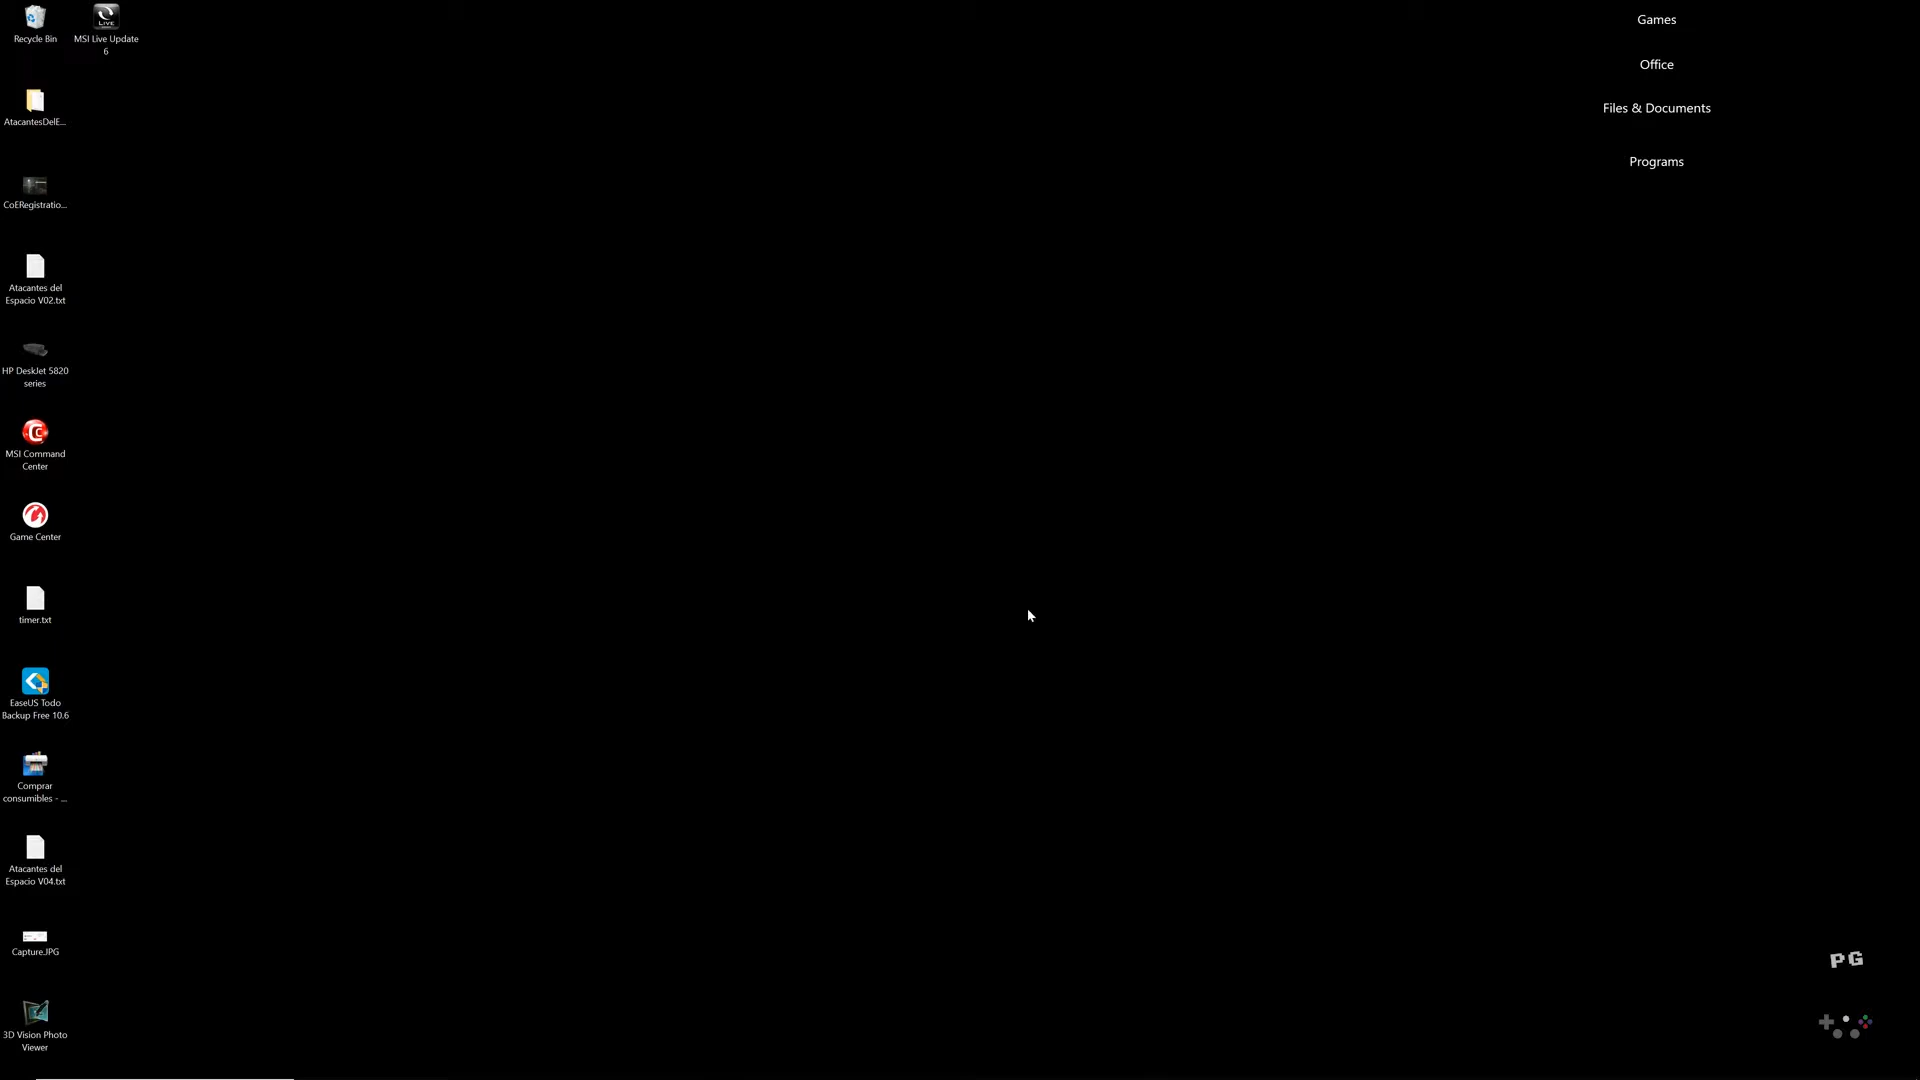 Recycle Bin
MSI Live Update
6
AtacantesDelE...
CoERegistratio...
Atacantes del
Espacio V02.txt
HP DeskJet 5820
series
MSI Command
Center
Game Center
timer.txt
EaseUS Todo
Backup Free 10.6
Comprar
consumibles - ...
Atacantes del
Espacio V04.txt
Capture.JPG
3D Vision Photo
Viewer
Games
Office
Files & Documents
Programs
PG